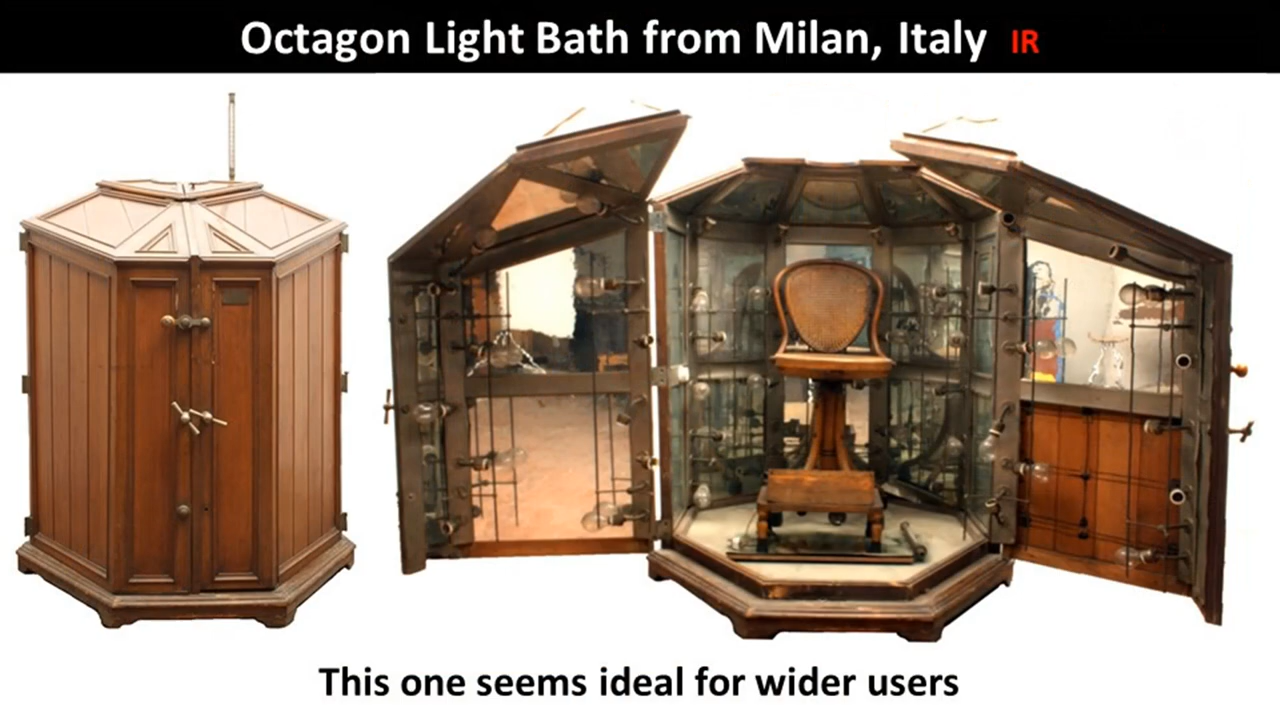 Octagon Light Bath from Milan, Italy IR
This one seems ideal for wider users